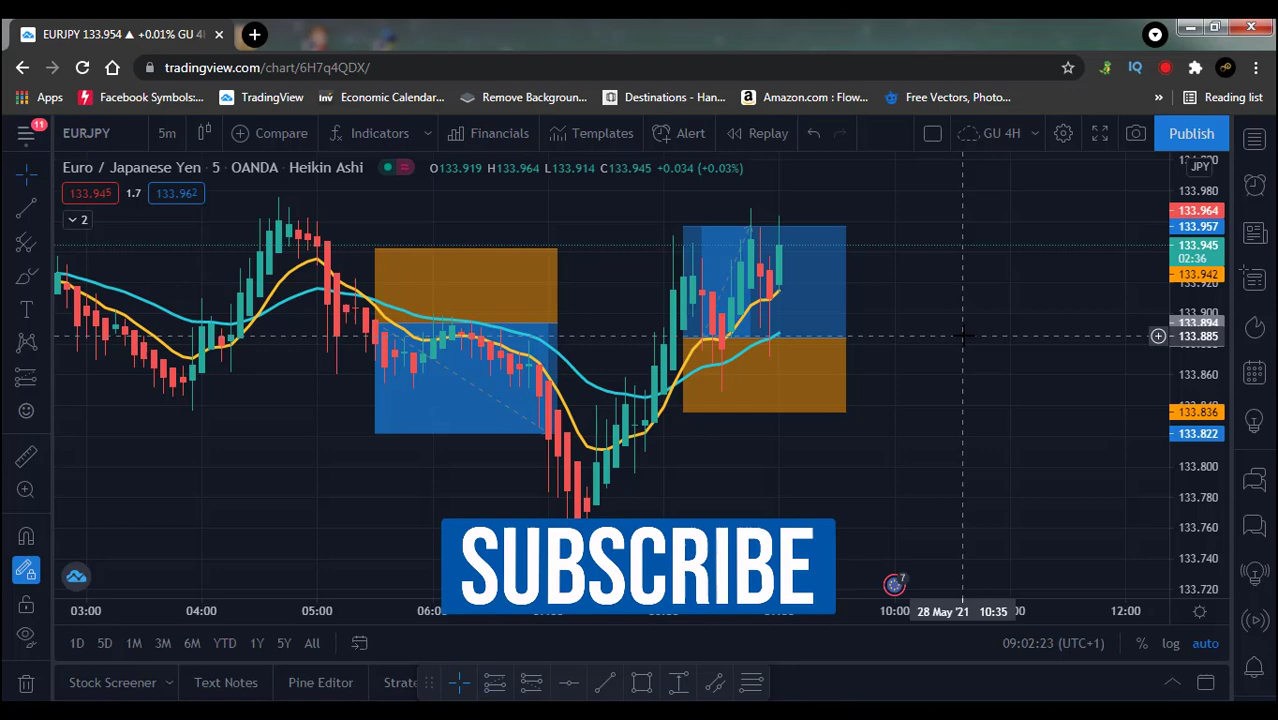 EURJPY 133.954 ▲ +0.01% GU 4H
tradingview.com/chart/6H7q4QDX/
IQ
Apps
Facebook Symbols:...
TradingView
Inv Economic Calendar...
Remove Backgroun...
Destinations - Han...
Amazon.com : Flow...
Free Vectors, Photo...
»
Reading list
11
EURJPY
5m
Compare
Indicators
Financials
Templates
Alert
Replay
GU 4H
Publish
Euro / Japanese Yen · 5 · OANDA · Heikin Ashi
O133.919 H133.964 L133.914 C133.945 +0.034 (+0.03%)
JPY
133.945
1.7
133.962
2
133.980
133.964
133.957
133.945
02:36
133.942
133.900
133.894
133.885
133.860
133.836
133.822
133.800
133.780
133.760
133.740
133.720
SUBSCRIBE
7
03:00
04:00
05:00
10:00
28 May '21 10:35
12:00
1D
5D
1M
3M
6M
YTD
1Y
5Y
All
09:02:23 (UTC+1)
%
log
auto
Stock Screener
Text Notes
Pine Editor
Strate